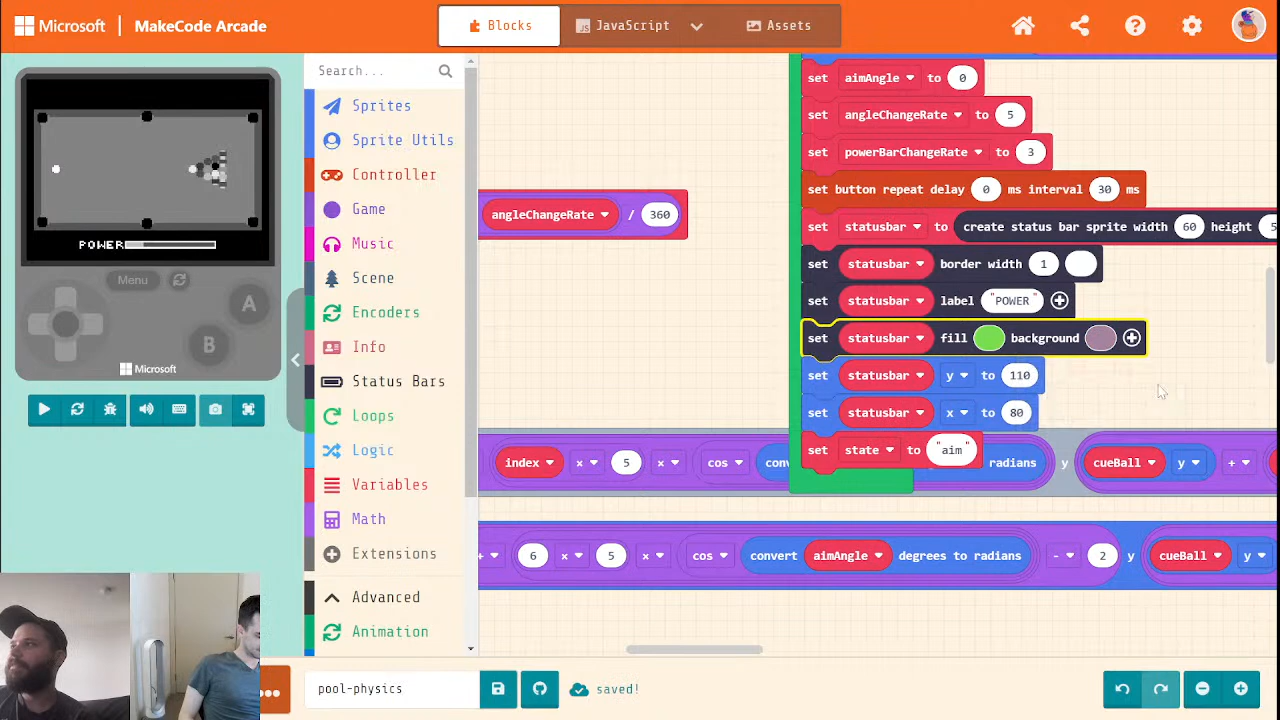 Microsoft MakeCode Arcade Blocks JavaScript Assets
Search...
Sprites
Sprite Utils
Controller
Game
Music
Scene
Encoders
Info
Status Bars
Loops
Logic
Variables
Math
Extensions
Advanced
Animation
POWER
Menu
A
B
Microsoft
set aimAngle to 0
set angleChangeRate to 5
set powerBarChangeRate to 3
set button repeat delay 0 ms interval 30 ms
set statusbar to create status bar sprite width 60 height 5
set statusbar border width 1
set statusbar label "POWER"
set statusbar fill background
set statusbar y to 110
set statusbar x to 80
set state to "aim"
angleChangeRate / 360
index × 5 × cos conv radians y cueBall y +
+ 6 × 5 × cos convert aimAngle degrees to radians - 2 y cueBall y
pool-physics saved!